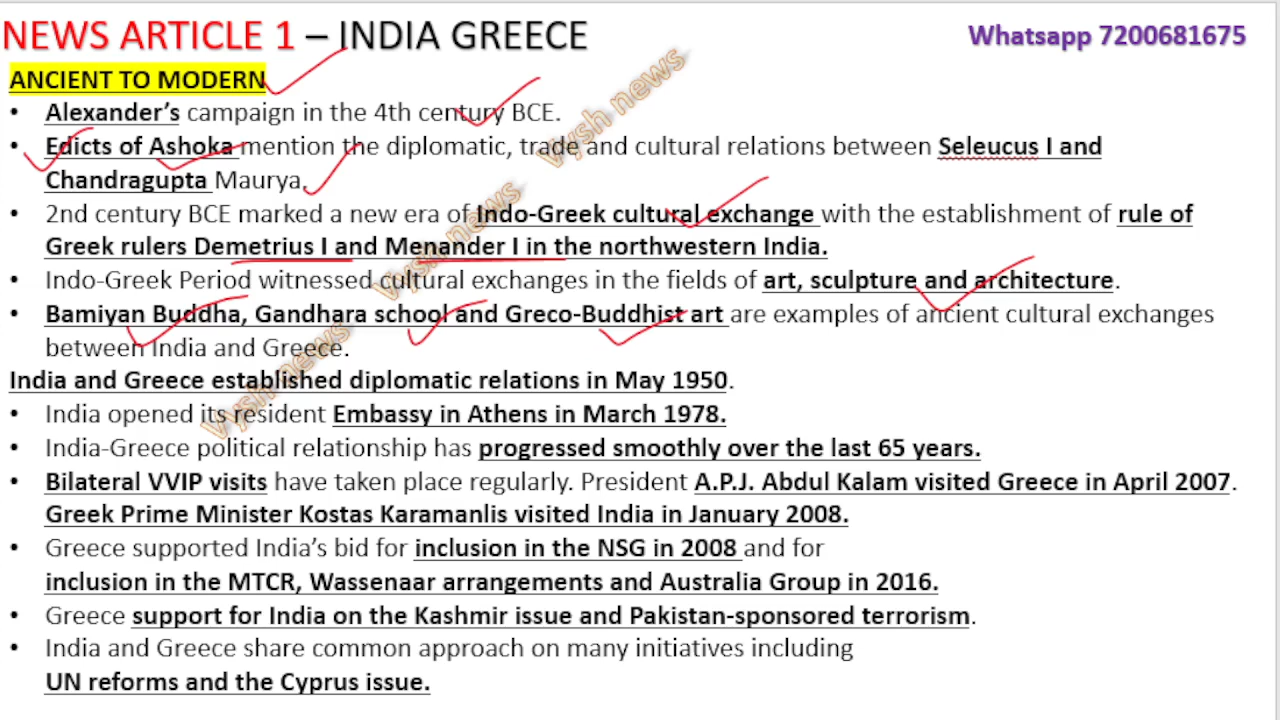 NEWS ARTICLE 1 – INDIA GREECE
Whatsapp 7200681675
ANCIENT TO MODERN
• Alexander's campaign in the 4th century BCE.
• Edicts of Ashoka mention the diplomatic, trade and cultural relations between Seleucus I and
Chandragupta Maurya,
• 2nd century BCE marked a new era of Indo-Greek cultural exchange with the establishment of rule of
Greek rulers Demetrius I and Menander I in the northwestern India.
• Indo-Greek Period witnessed cultural exchanges in the fields of art, sculpture and architecture.
• Bamiyan Buddha, Gandhara school and Greco-Buddhist art are examples of ancient cultural exchanges
between India and Greece.
India and Greece established diplomatic relations in May 1950.
• India opened its resident Embassy in Athens in March 1978.
• India-Greece political relationship has progressed smoothly over the last 65 years.
• Bilateral VVIP visits have taken place regularly. President A.P.J. Abdul Kalam visited Greece in April 2007.
Greek Prime Minister Kostas Karamanlis visited India in January 2008.
• Greece supported India's bid for inclusion in the NSG in 2008 and for
inclusion in the MTCR, Wassenaar arrangements and Australia Group in 2016.
• Greece support for India on the Kashmir issue and Pakistan-sponsored terrorism.
• India and Greece share common approach on many initiatives including
UN reforms and the Cyprus issue.
Vysh news
Vysh news
Vysh news